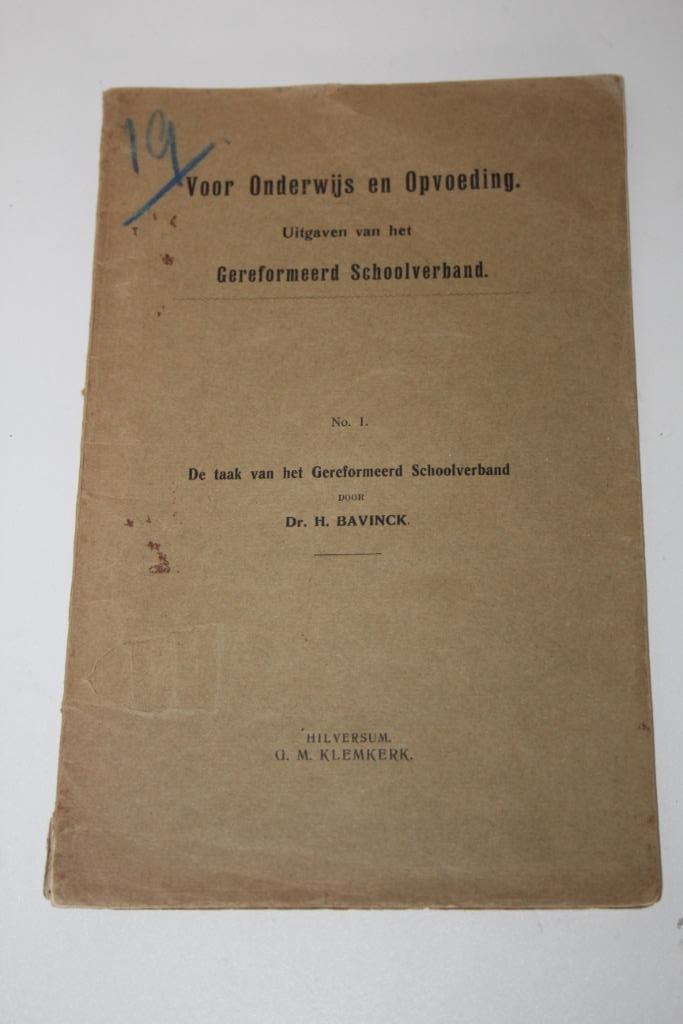 19
Voor Onderwijs en Opvoeding.
Uitgaven van het
Gereformeerd Schoolverband.
No. 1.
De taak van het Gereformeerd Schoolverband
DOOR
Dr. H. BAVINCK.
HILVERSUM.
G. M. KLEMKERK.